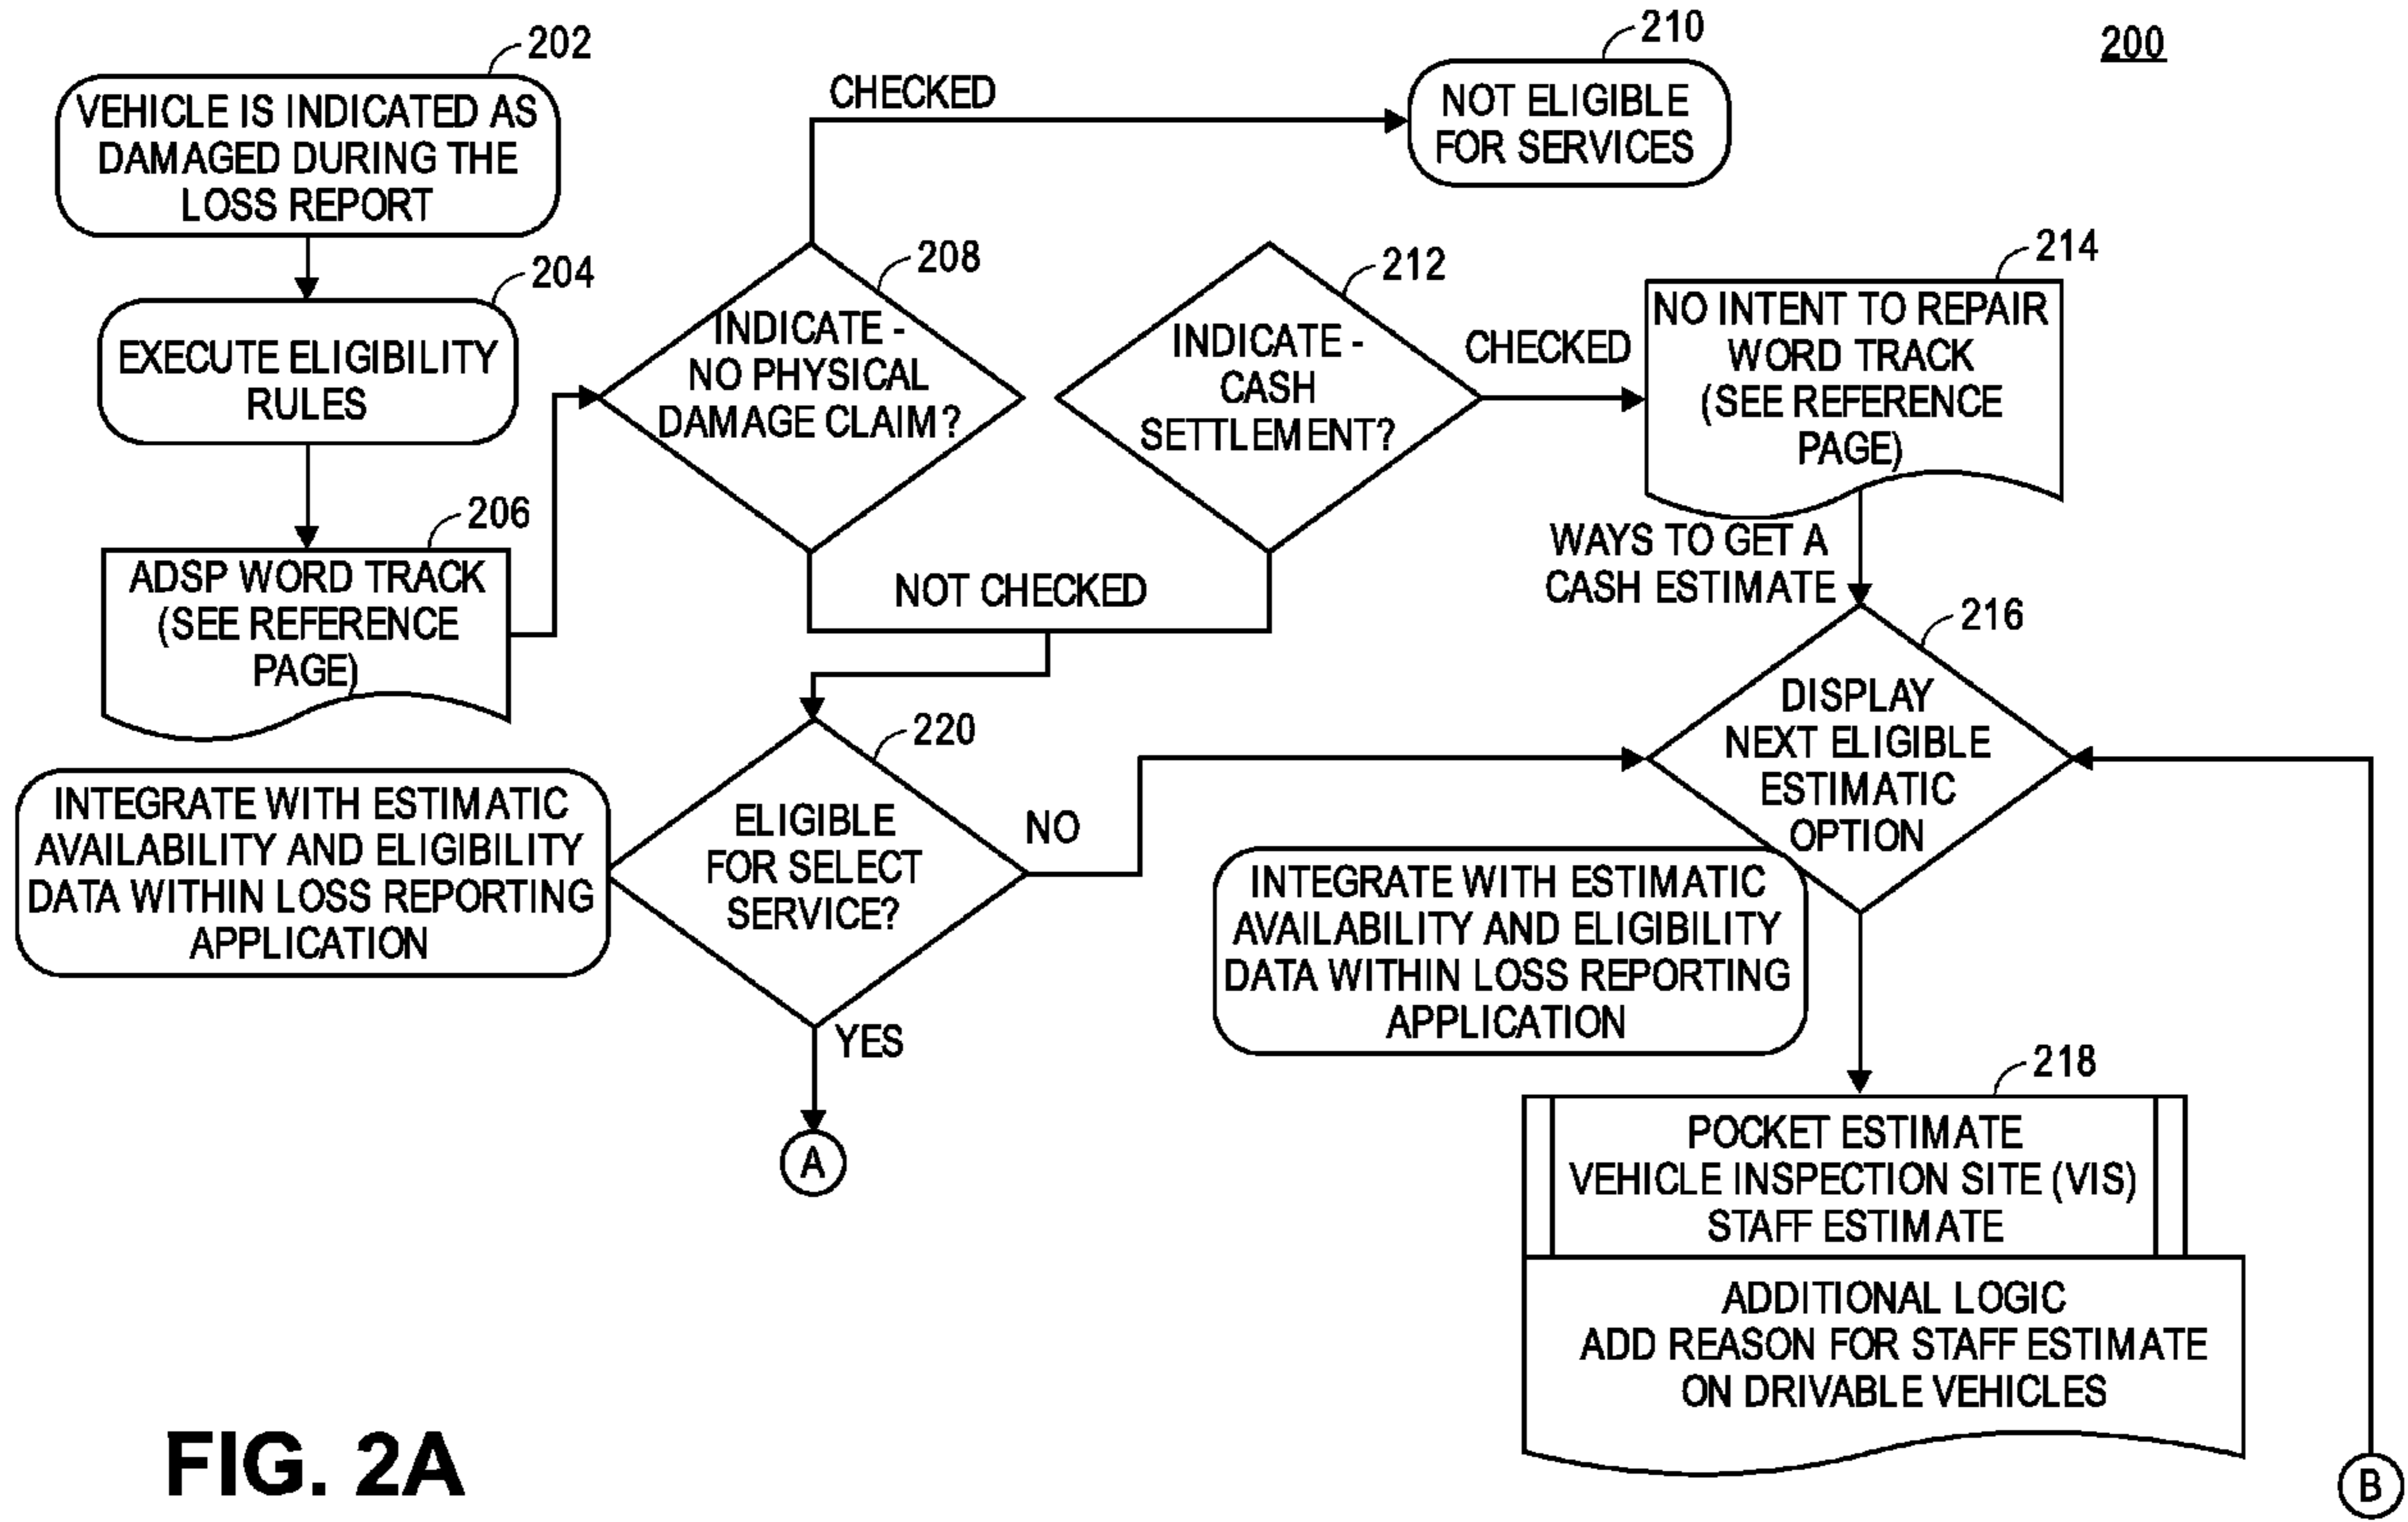 200
202
VEHICLE IS INDICATED AS
DAMAGED DURING THE
LOSS REPORT
204
EXECUTE ELIGIBILITY
RULES
206
ADSP WORD TRACK
(SEE REFERENCE
PAGE)
CHECKED
210
NOT ELIGIBLE
FOR SERVICES
208
INDICATE -
NO PHYSICAL
DAMAGE CLAIM?
212
INDICATE -
CASH
SETTLEMENT?
CHECKED
214
NO INTENT TO REPAIR
WORD TRACK
(SEE REFERENCE
PAGE)
NOT CHECKED
WAYS TO GET A
CASH ESTIMATE
216
DISPLAY
NEXT ELIGIBLE
ESTIMATIC
OPTION
INTEGRATE WITH ESTIMATIC
AVAILABILITY AND ELIGIBILITY
DATA WITHIN LOSS REPORTING
APPLICATION
220
ELIGIBLE
FOR SELECT
SERVICE?
NO
YES
A
INTEGRATE WITH ESTIMATIC
AVAILABILITY AND ELIGIBILITY
DATA WITHIN LOSS REPORTING
APPLICATION
218
POCKET ESTIMATE
VEHICLE INSPECTION SITE (VIS)
STAFF ESTIMATE
ADDITIONAL LOGIC
ADD REASON FOR STAFF ESTIMATE
ON DRIVABLE VEHICLES
B
FIG. 2A